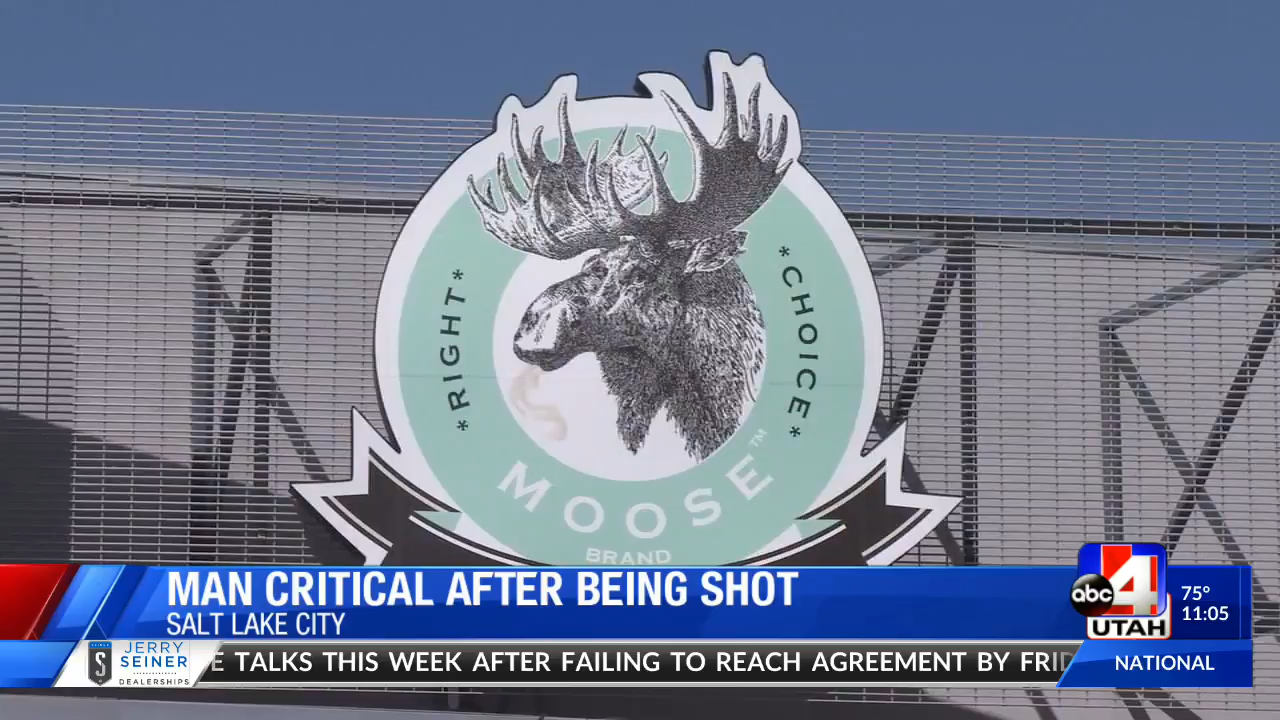 *RIGHT*
*CHOICE*
MOOSE™
BRAND
MAN CRITICAL AFTER BEING SHOT
SALT LAKE CITY
abc
4
UTAH
75°
11:05
JERRY
SEINER
DEALERSHIPS
E TALKS THIS WEEK AFTER FAILING TO REACH AGREEMENT BY FRID
NATIONAL